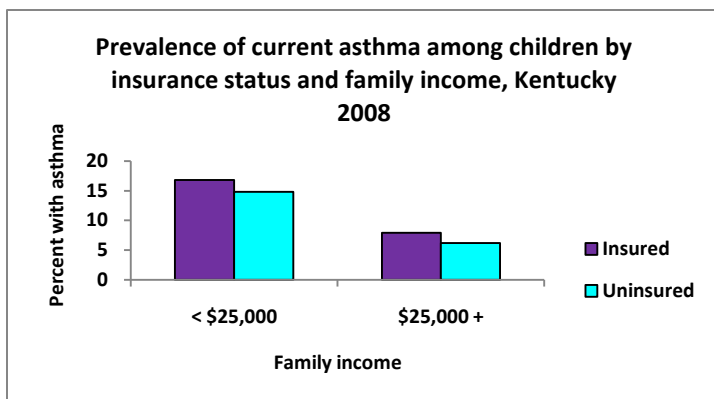 Prevalence of current asthma among children by
insurance status and family income, Kentucky
2008
Percent with asthma
20
15
10
5
0
< $25,000
$25,000 +
Family income
Insured
Uninsured